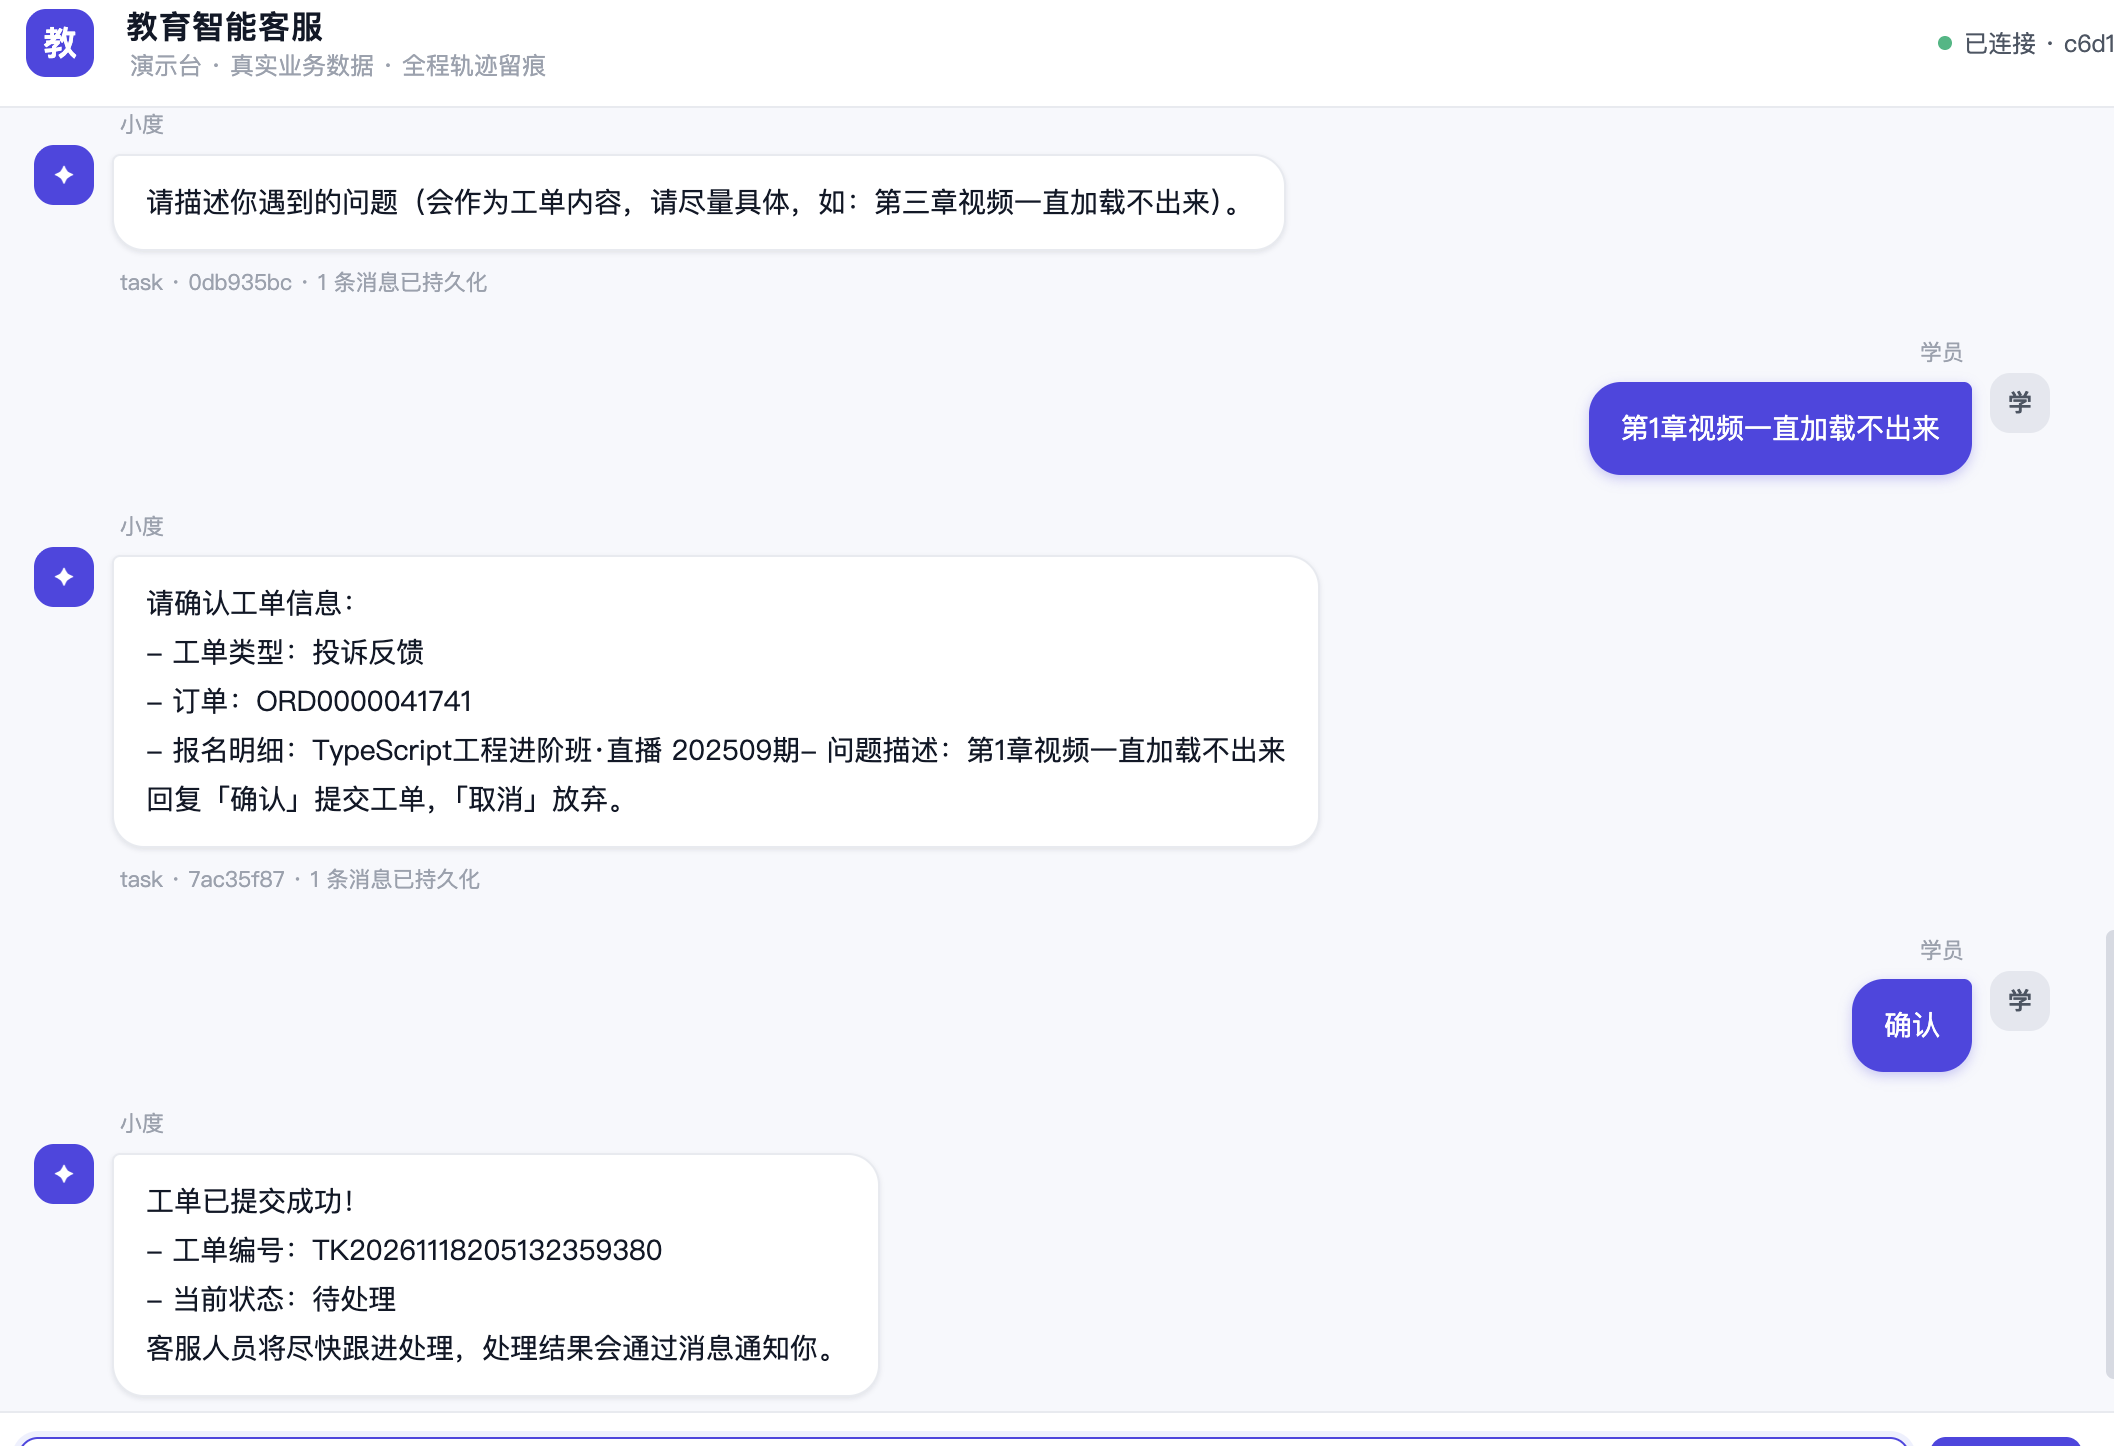 教
教育智能客服
演示台 · 真实业务数据 · 全程轨迹留痕
已连接 · c6d1
小度
请描述你遇到的问题（会作为工单内容，请尽量具体，如：第三章视频一直加载不出来）。
task · 0db935bc · 1 条消息已持久化
学员
学
第1章视频一直加载不出来
小度
请确认工单信息：
– 工单类型：投诉反馈
– 订单：ORD0000041741
– 报名明细：TypeScript工程进阶班·直播 202509期– 问题描述：第1章视频一直加载不出来
回复「确认」提交工单，「取消」放弃。
task · 7ac35f87 · 1 条消息已持久化
学员
学
确认
小度
工单已提交成功！
– 工单编号：TK20261118205132359380
– 当前状态：待处理
客服人员将尽快跟进处理，处理结果会通过消息通知你。